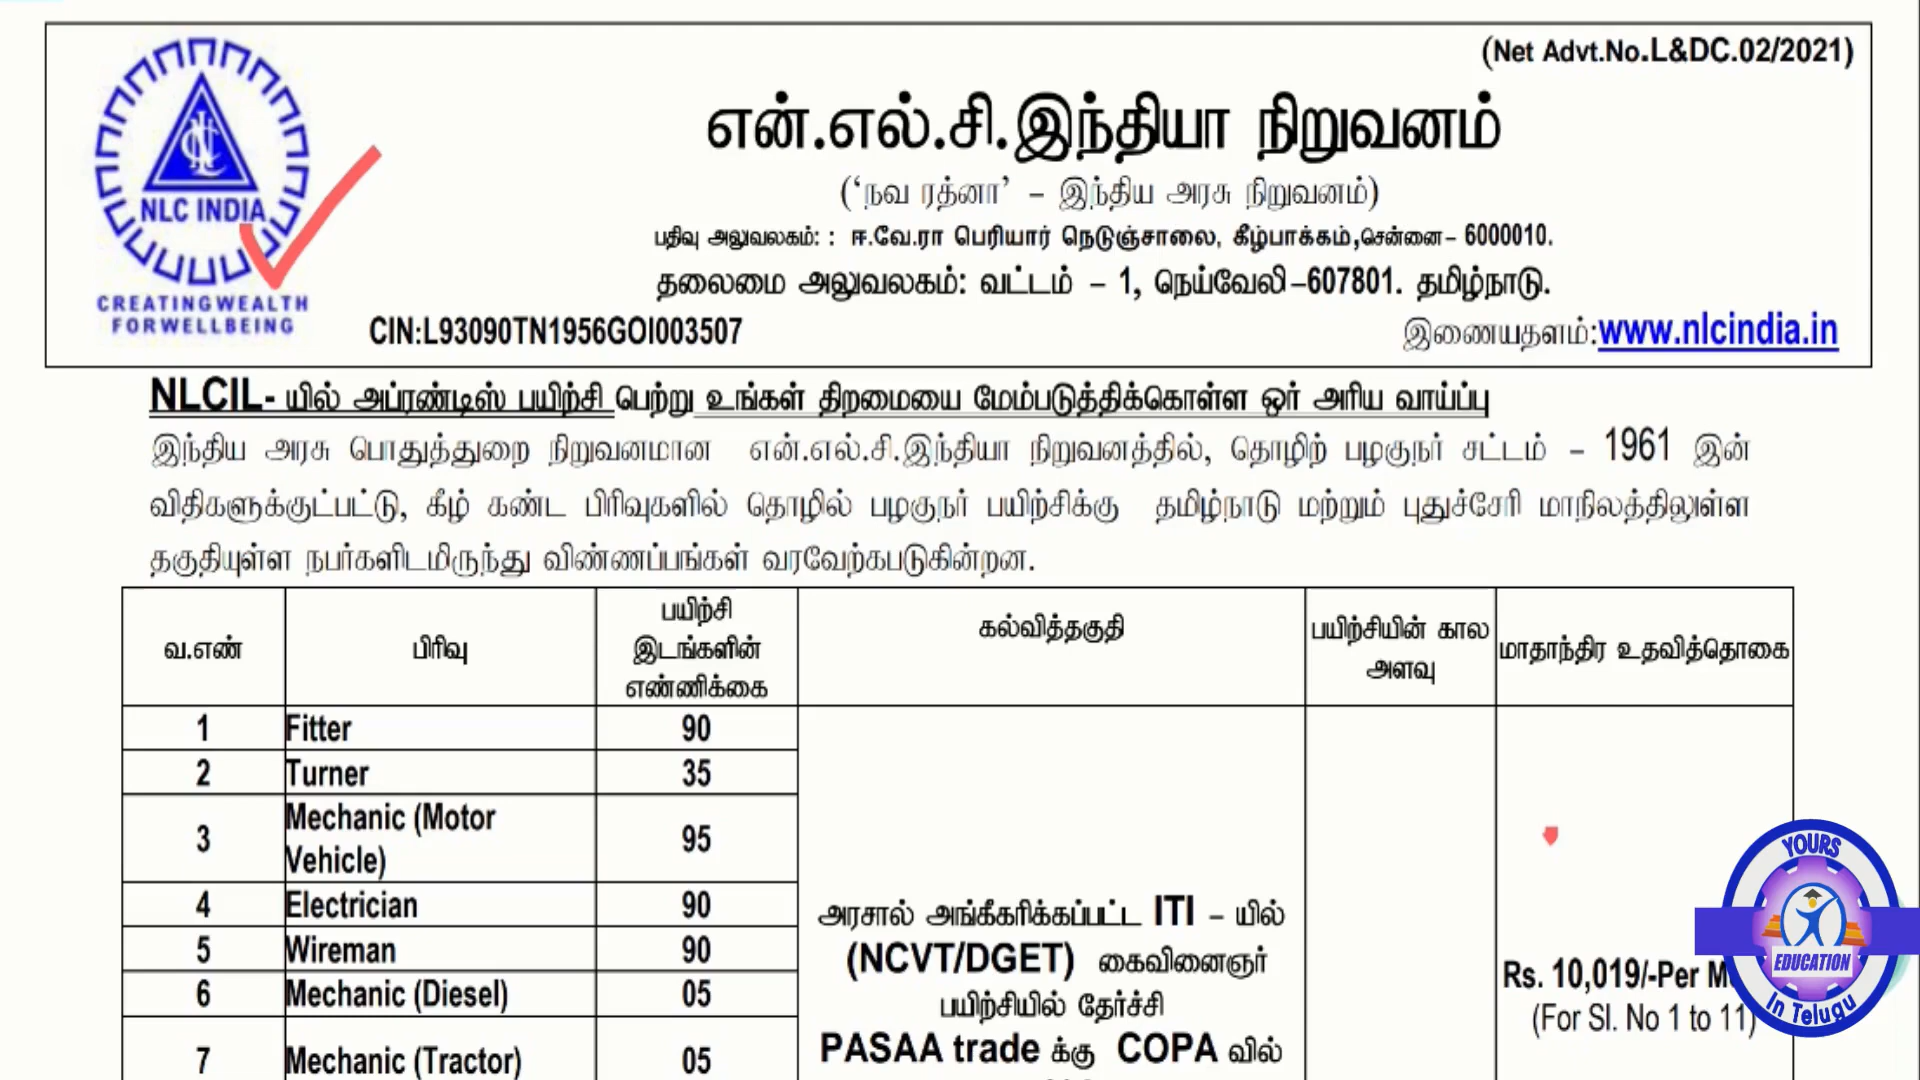 (Net Advt.No.L&DC.02/2021)
என்.எல்.சி.இந்தியா நிறுவனம்
(‘நவ ரத்னா’ – இந்திய அரசு நிறுவனம்)
பதிவு அலுவலகம்: : ஈ.வே.ரா பெரியார் நெடுஞ்சாலை, கீழ்பாக்கம்,சென்னை– 6000010.
தலைமை அலுவலகம்: வட்டம் – 1, நெய்வேலி–607801. தமிழ்நாடு.
NLC INDIA
CREATINGWEALTH
FORWELLBEING
CIN:L93090TN1956GOI003507
இணையதளம்:www.nlcindia.in
NLCIL- யில் அப்ரண்டிஸ் பயிற்சி பெற்று உங்கள் திறமையை மேம்படுத்திக்கொள்ள ஓர் அரிய வாய்ப்பு
இந்திய அரசு பொதுத்துறை நிறுவனமான என்.எல்.சி.இந்தியா நிறுவனத்தில், தொழிற் பழகுநர் சட்டம் – 1961 இன்
விதிகளுக்குட்பட்டு, கீழ் கண்ட பிரிவுகளில் தொழில் பழகுநர் பயிற்சிக்கு தமிழ்நாடு மற்றும் புதுச்சேரி மாநிலத்திலுள்ள
தகுதியுள்ள நபர்களிடமிருந்து விண்ணப்பங்கள் வரவேற்கபடுகின்றன.
வ.எண்
பிரிவு
பயிற்சி
இடங்களின்
எண்ணிக்கை
கல்வித்தகுதி
பயிற்சியின் கால
அளவு
மாதாந்திர உதவித்தொகை
1 Fitter 90
2 Turner 35
3 Mechanic (Motor
Vehicle) 95
4 Electrician 90
5 Wireman 90
6 Mechanic (Diesel) 05
7 Mechanic (Tractor) 05
அரசால் அங்கீகரிக்கப்பட்ட ITI – யில்
(NCVT/DGET) கைவினைஞர்
பயிற்சியில் தேர்ச்சி
PASAA trade க்கு COPA வில்
Rs. 10,019/-Per
(For Sl. No 1 to 11)
YOURS
EDUCATION
In Telugu